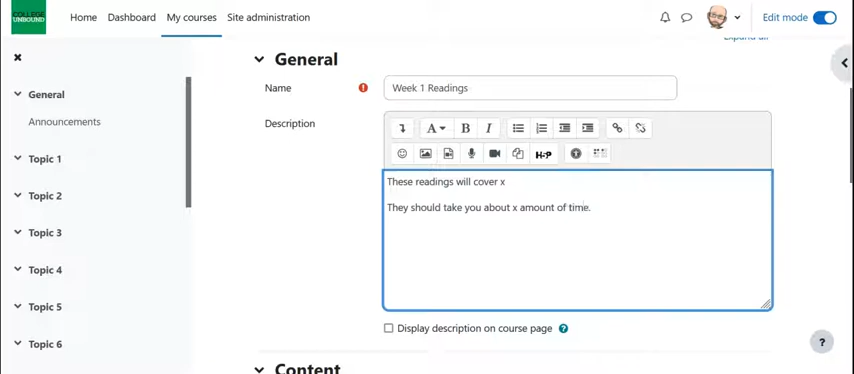 COLLEGE
UNBOUND
Home Dashboard My courses Site administration Edit mode
Expand all
General
Announcements
Topic 1
Topic 2
Topic 3
Topic 4
Topic 5
Topic 6
General
Name Week 1 Readings
Description
A B I
H5P
These readings will cover x
They should take you about x amount of time.
Display description on course page ?
Content
?